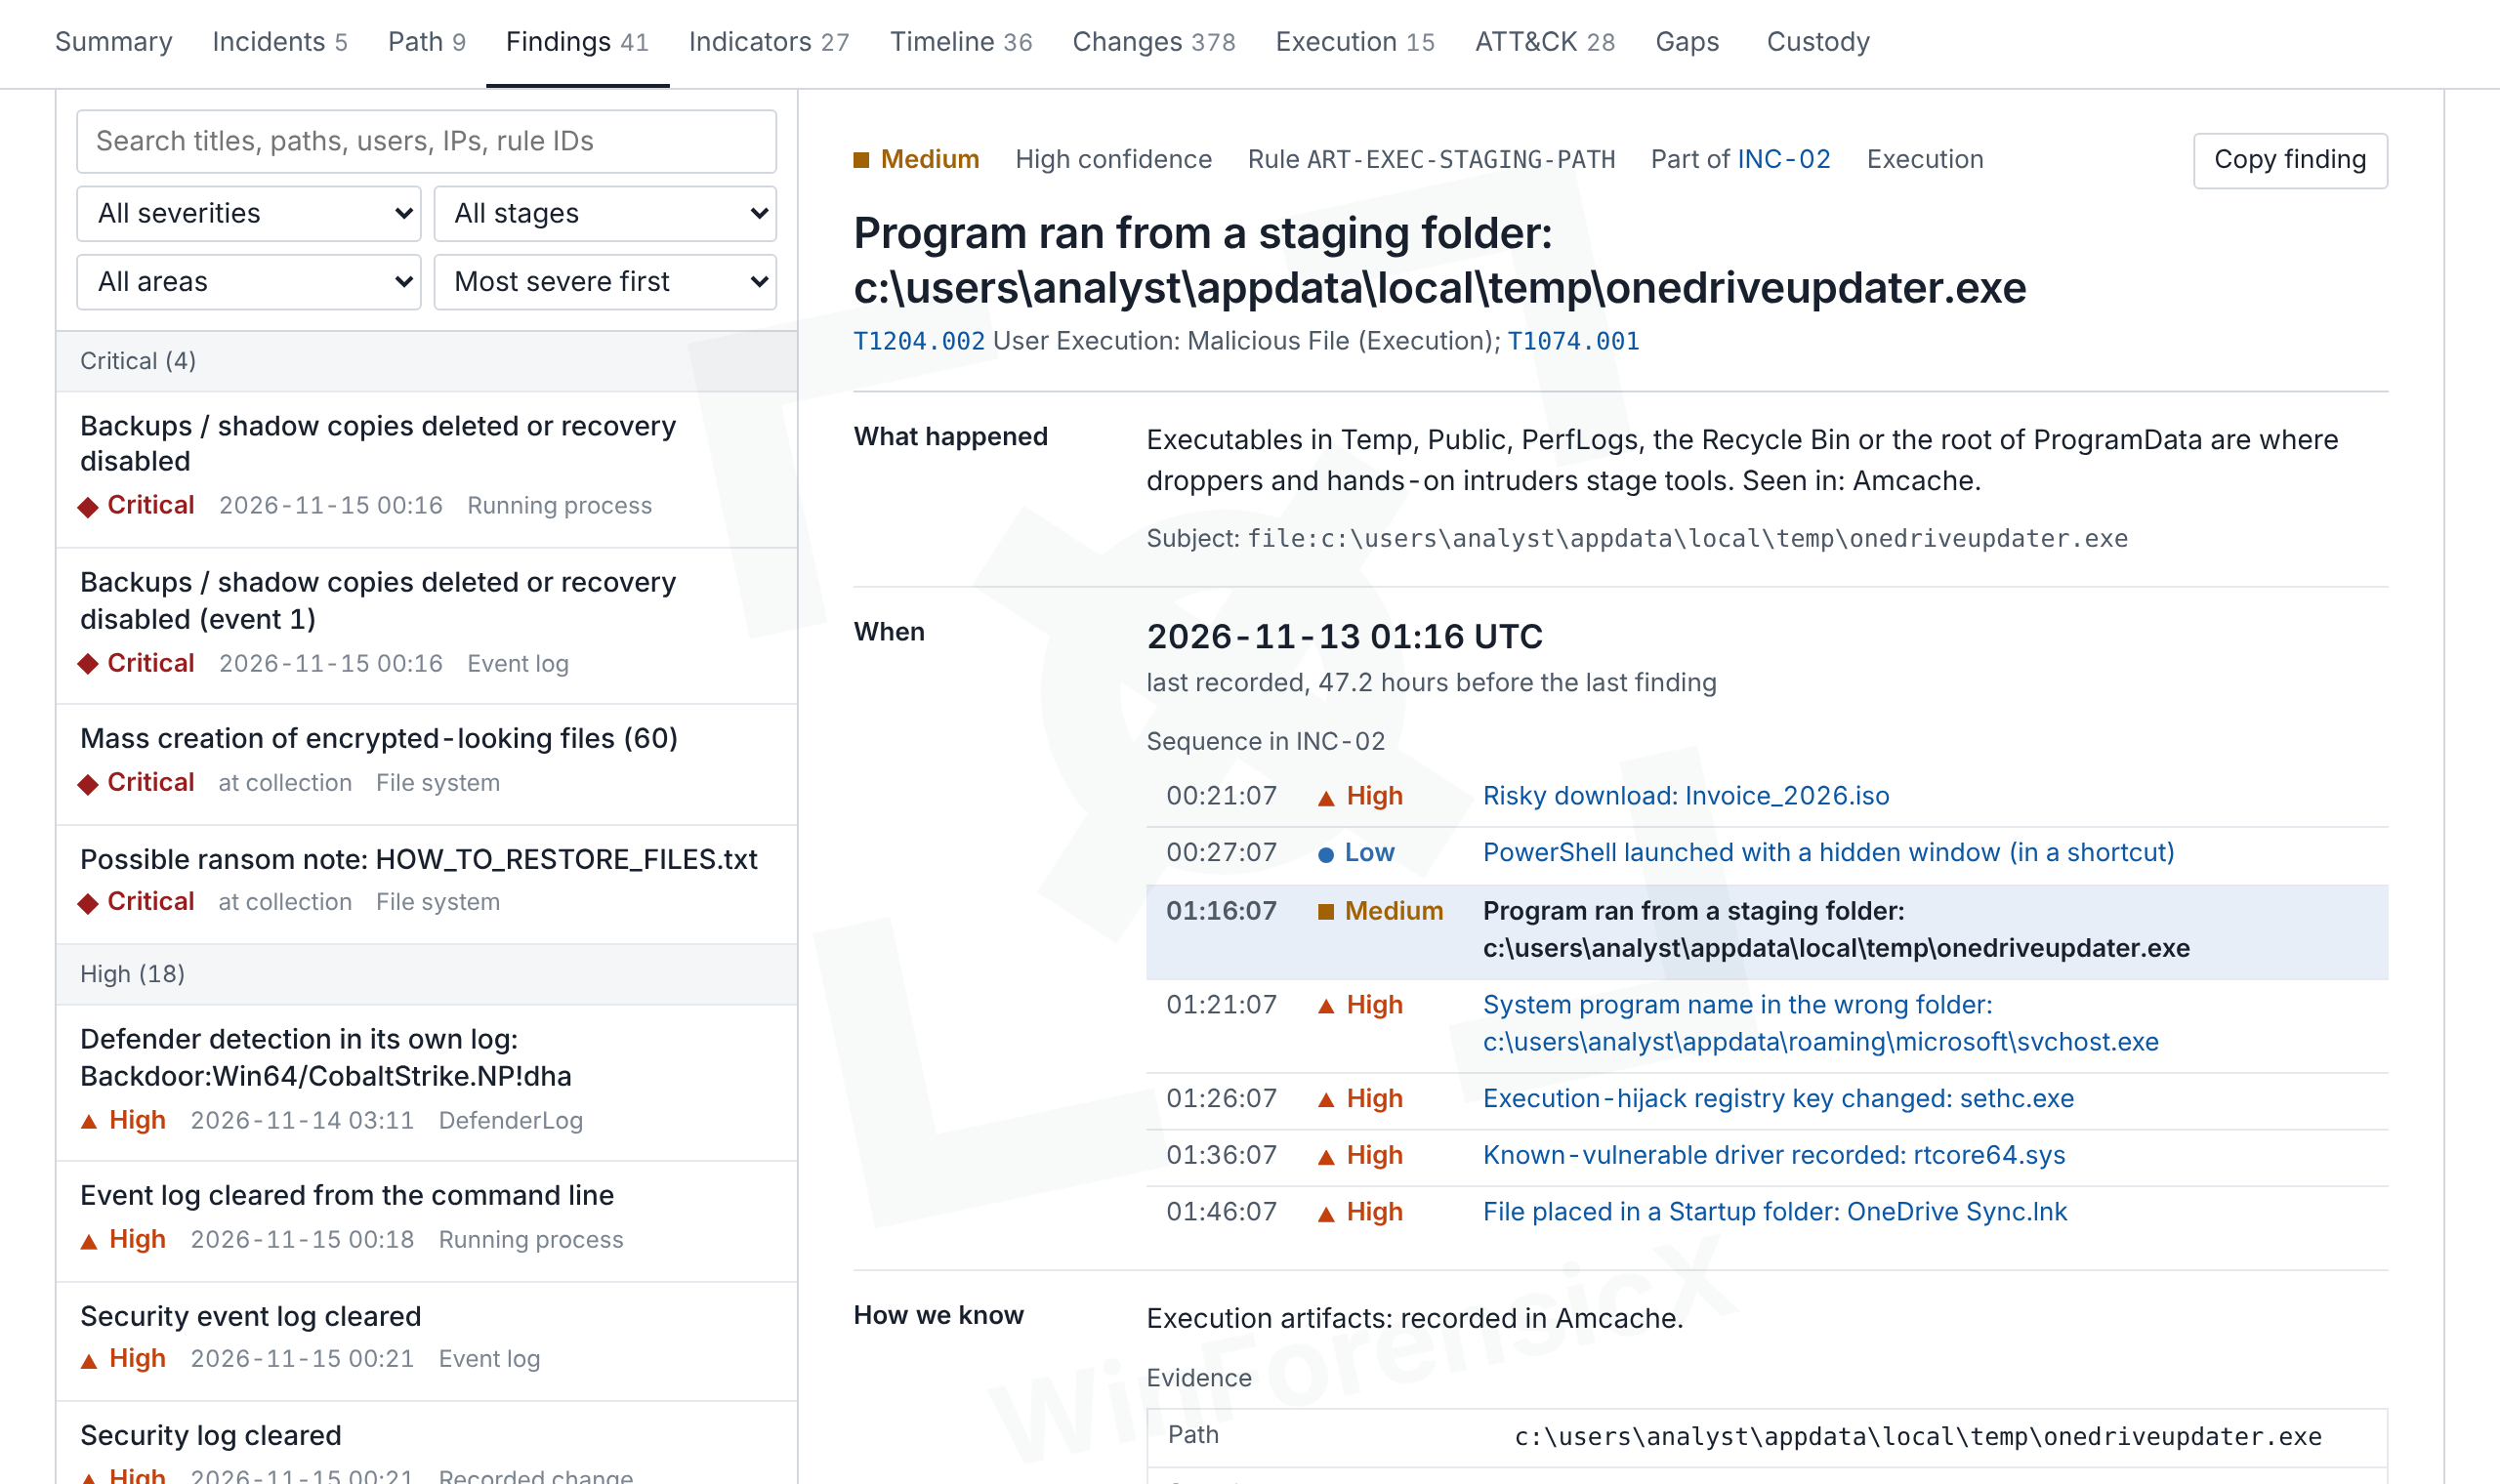 Summary Incidents 5 Path 9 Findings 41 Indicators 27 Timeline 36 Changes 378 Execution 15 ATT&CK 28 Gaps Custody
Search titles, paths, users, IPs, rule IDs
All severities All stages
All areas Most severe first
Critical (4)
Backups / shadow copies deleted or recovery
disabled
Critical 2026-11-15 00:16 Running process
Backups / shadow copies deleted or recovery
disabled (event 1)
Critical 2026-11-15 00:16 Event log
Mass creation of encrypted-looking files (60)
Critical at collection File system
Possible ransom note: HOW_TO_RESTORE_FILES.txt
Critical at collection File system
High (18)
Defender detection in its own log:
Backdoor:Win64/CobaltStrike.NP!dha
High 2026-11-14 03:11 DefenderLog
Event log cleared from the command line
High 2026-11-15 00:18 Running process
Security event log cleared
High 2026-11-15 00:21 Event log
Security log cleared
High 2026-11-15 00:21 Recorded change
Medium High confidence Rule ART-EXEC-STAGING-PATH Part of INC-02 Execution Copy finding
Program ran from a staging folder:
c:\users\analyst\appdata\local\temp\onedriveupdater.exe
T1204.002 User Execution: Malicious File (Execution); T1074.001
What happened
Executables in Temp, Public, PerfLogs, the Recycle Bin or the root of ProgramData are where
droppers and hands-on intruders stage tools. Seen in: Amcache.
Subject: file:c:\users\analyst\appdata\local\temp\onedriveupdater.exe
When
2026-11-13 01:16 UTC
last recorded, 47.2 hours before the last finding
Sequence in INC-02
00:21:07 High Risky download: Invoice_2026.iso
00:27:07 Low PowerShell launched with a hidden window (in a shortcut)
01:16:07 Medium Program ran from a staging folder:
c:\users\analyst\appdata\local\temp\onedriveupdater.exe
01:21:07 High System program name in the wrong folder:
c:\users\analyst\appdata\roaming\microsoft\svchost.exe
01:26:07 High Execution-hijack registry key changed: sethc.exe
01:36:07 High Known-vulnerable driver recorded: rtcore64.sys
01:46:07 High File placed in a Startup folder: OneDrive Sync.lnk
How we know
Execution artifacts: recorded in Amcache.
Evidence
Path c:\users\analyst\appdata\local\temp\onedriveupdater.exe
WinForensicX